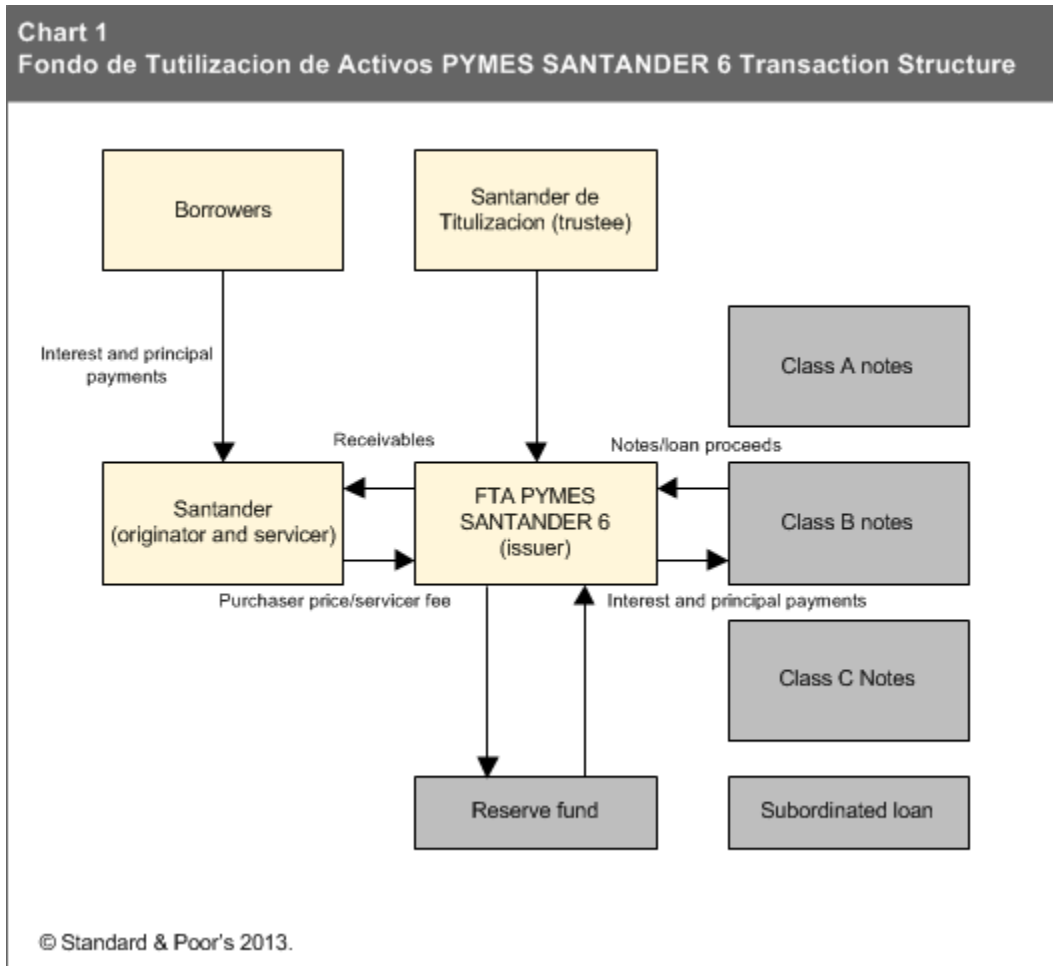 Chart 1
Fondo de Tutilizacion de Activos PYMES SANTANDER 6 Transaction Structure
Borrowers
Santander de
Titulizacion (trustee)
Interest and principal
payments
Class A notes
Receivables
Notes/loan proceeds
Santander
(originator and servicer)
FTA PYMES
SANTANDER 6
(issuer)
Class B notes
Purchaser price/servicer fee
Interest and principal payments
Class C Notes
Reserve fund
Subordinated loan
© Standard & Poor's 2013.